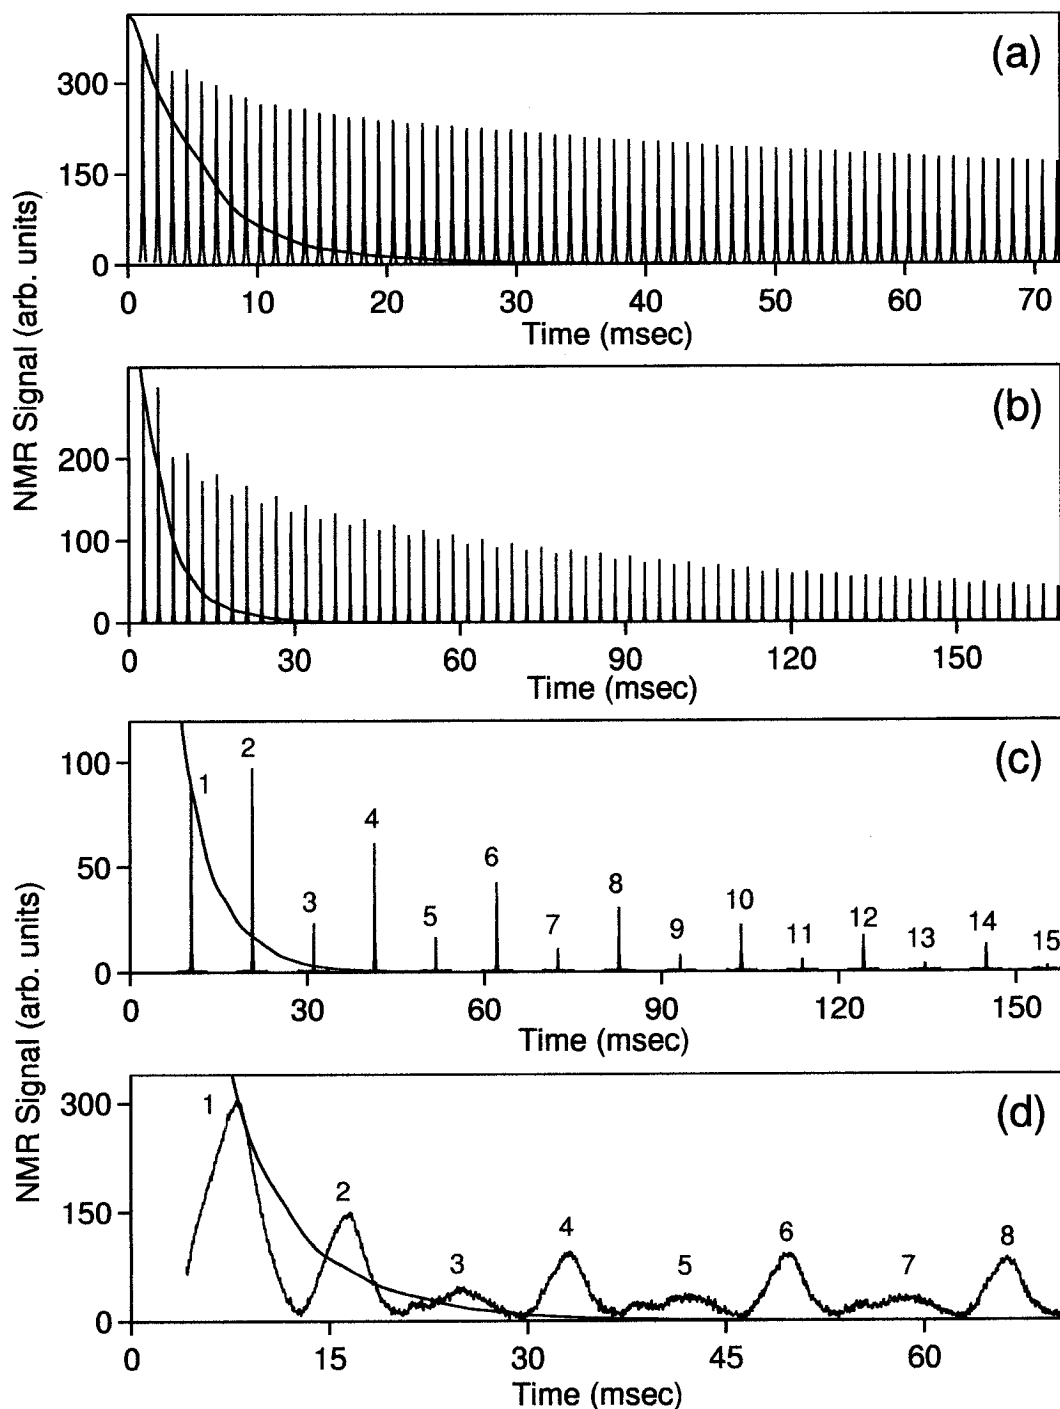 (a)
300
150
0
0 10 20 30 40 50 60 70
Time (msec)
NMR Signal (arb. units)
(b)
200
100
0
0 30 60 90 120 150
Time (msec)
(c)
100
50
0
1 2 3 4 5 6 7 8 9 10 11 12 13 14 15
0 30 60 90 120 150
Time (msec)
NMR Signal (arb. units)
(d)
300
150
0
1 2 3 4 5 6 7 8
0 15 30 45 60
Time (msec)